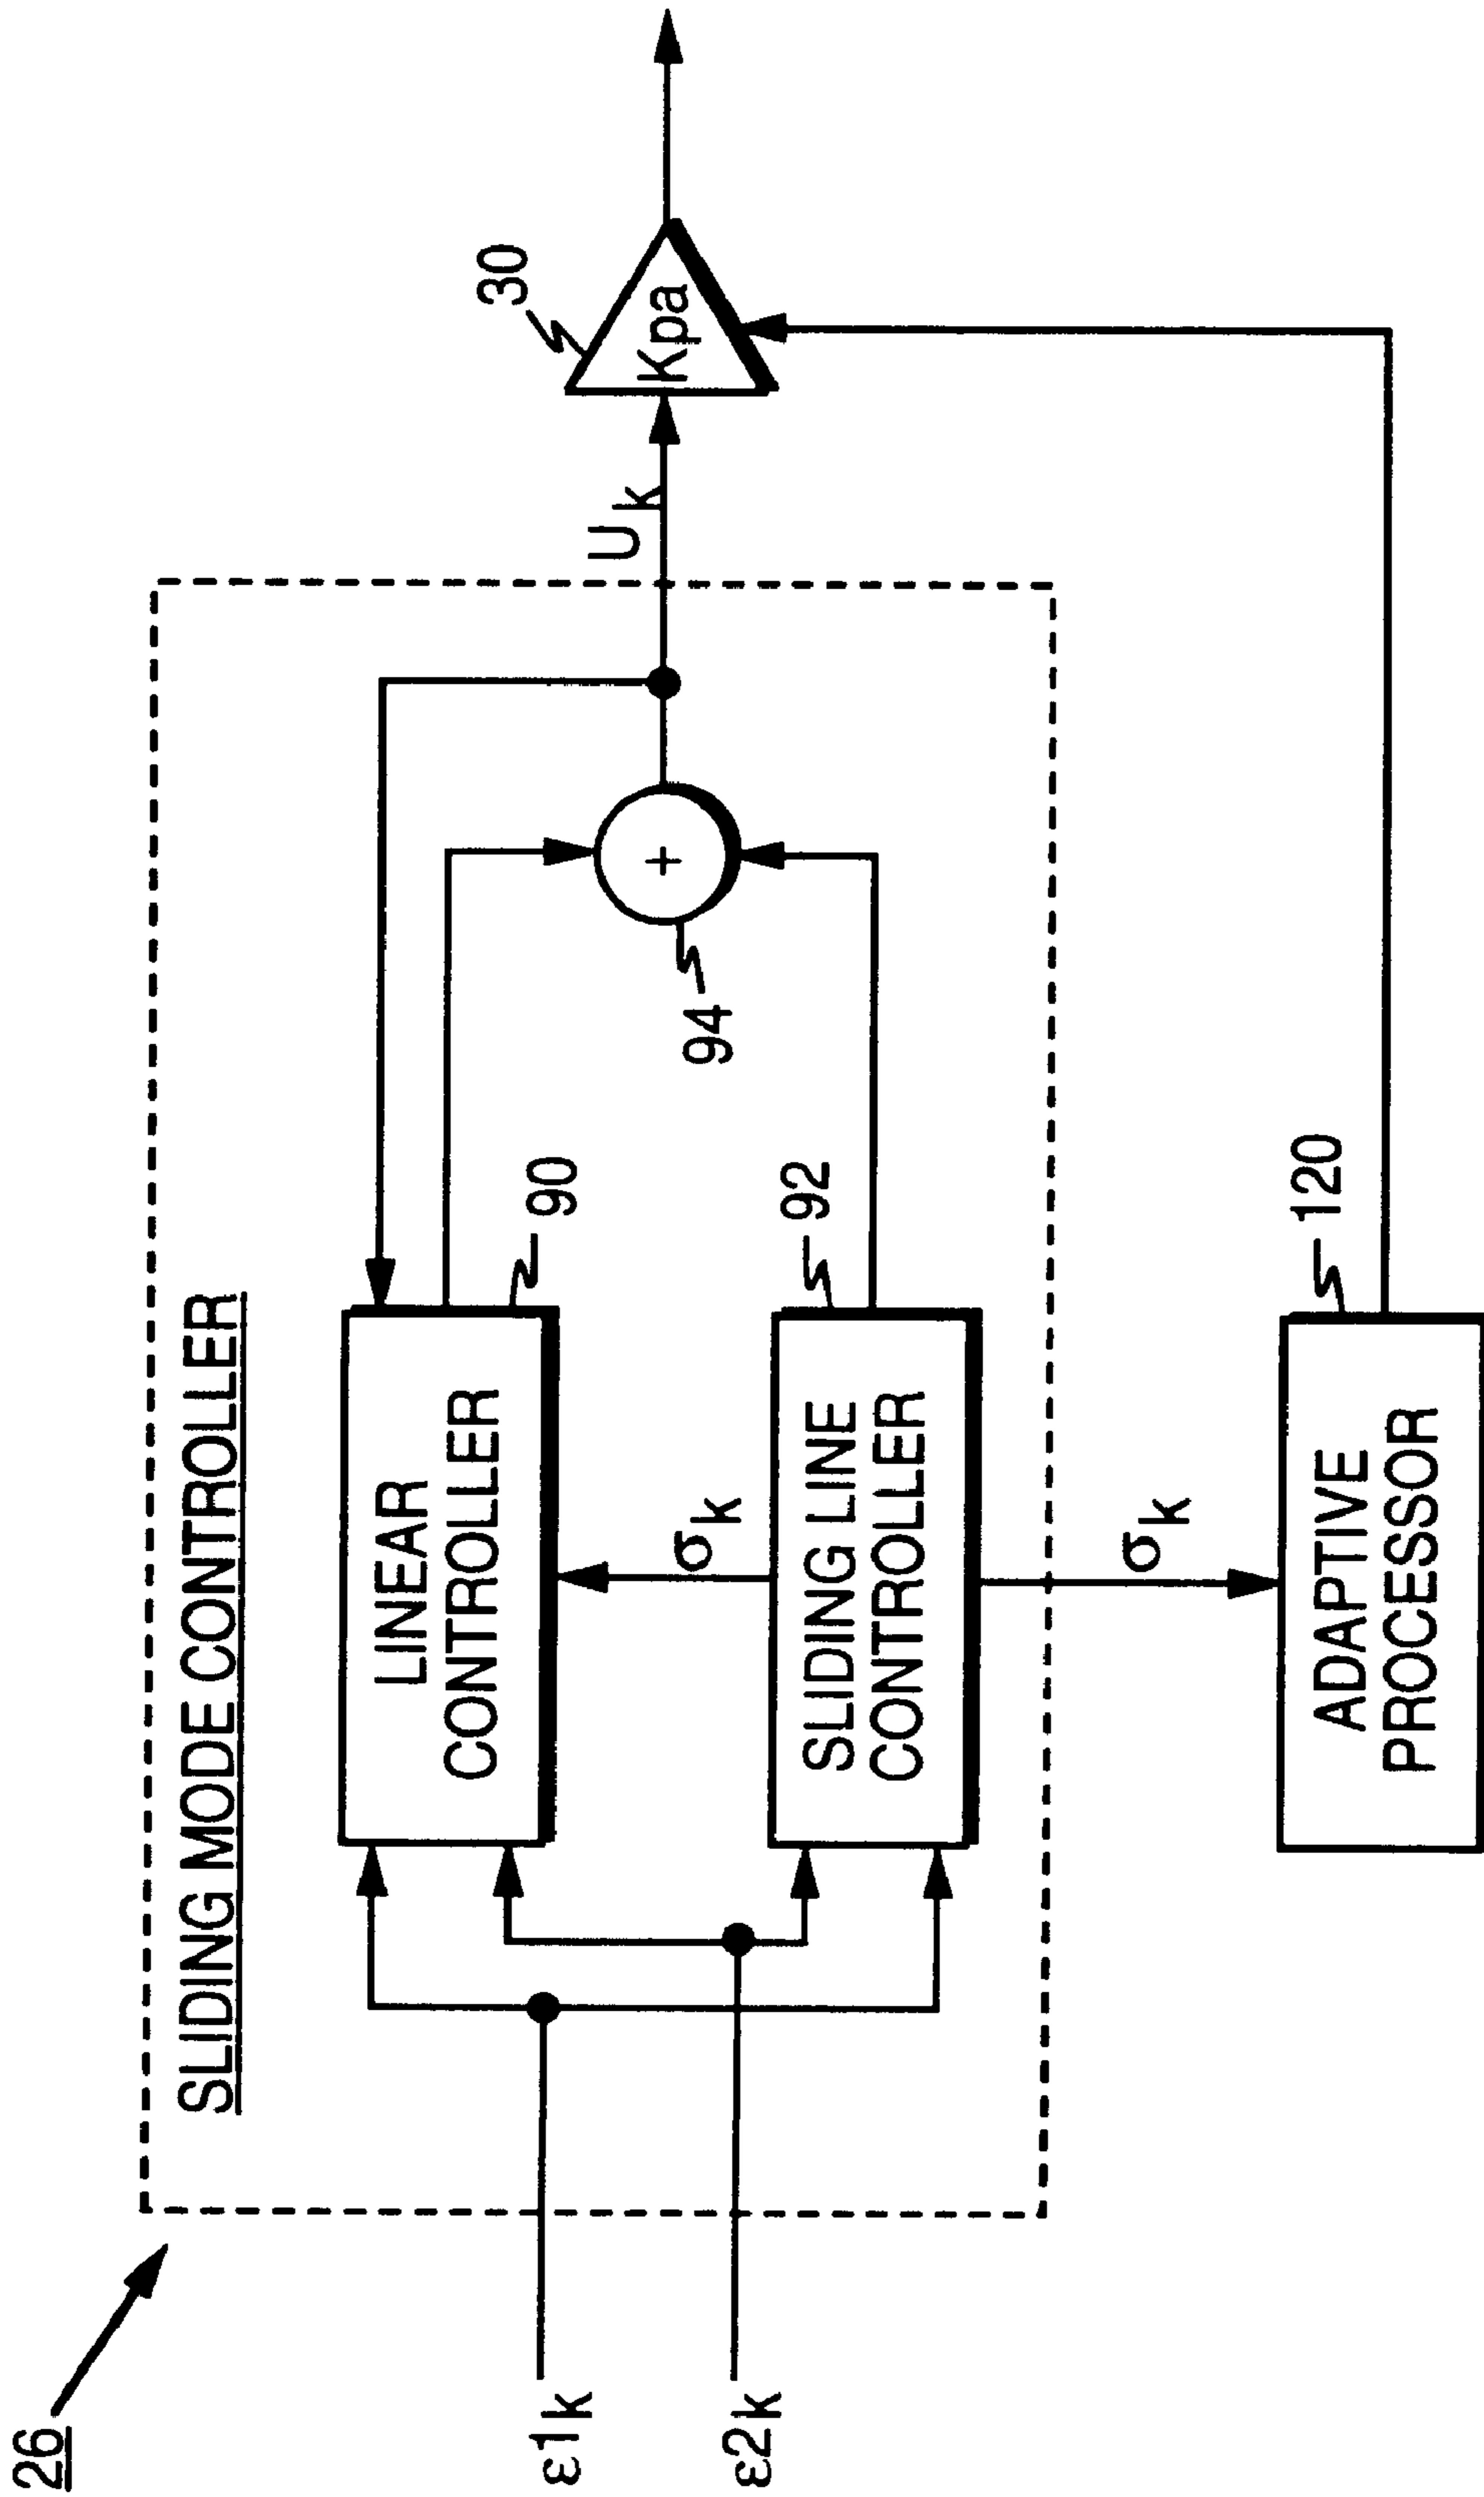 26
SLIDING MODE CONTROLLER
ε1k
ε2k
LINEAR
CONTROLLER
90
σk
SLIDING LINE
CONTROLLER
92
94
+
Uk
30
Kpa
σk
ADAPTIVE
PROCESSOR
120